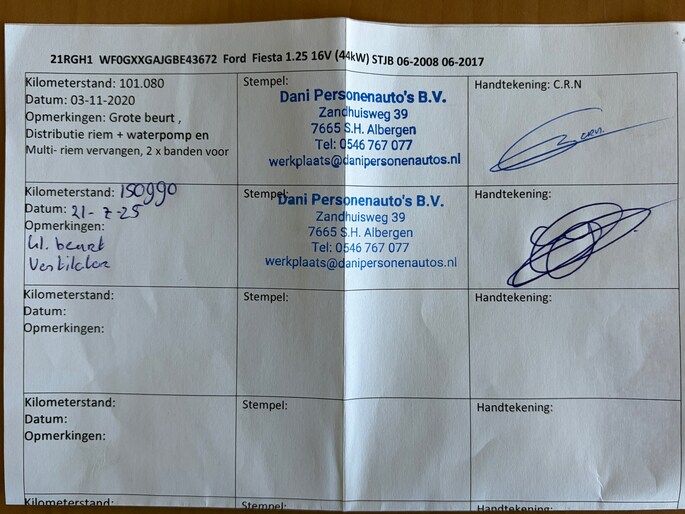 21RGH1 WF0GXXGAJGBE43672 Ford Fiesta 1.25 16V (44kW) STJB 06-2008 06-2017
Kilometerstand: 101.080
Datum: 03-11-2020
Opmerkingen: Grote beurt ,
Distributie riem + waterpomp en
Multi- riem vervangen, 2 x banden voor
Stempel:
Dani Personenauto's B.V.
Zandhuisweg 39
7665 S.H. Albergen
Tel: 0546 767 077
werkplaats@danipersonenautos.nl
Handtekening: C.R.N
Kilometerstand: 150990
Datum: 21-7-25
Opmerkingen:
kl. beurt
Stempel:
Dani Personenauto's B.V.
Zandhuisweg 39
7665 S.H. Albergen
Tel: 0546 767 077
werkplaats@danipersonenautos.nl
Handtekening:
Kilometerstand:
Datum:
Opmerkingen:
Stempel:
Handtekening:
Kilometerstand:
Datum:
Opmerkingen:
Stempel:
Handtekening:
Kilometerstand:
Stempel:
Handtekening: